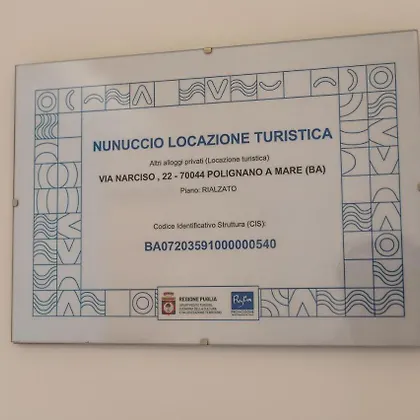 NUNUCCIO LOCAZIONE TURISTICA
Altri alloggi privati (Locazione turistica)
VIA NARCISO , 22 - 70044 POLIGNANO A MARE (BA)
Piano: RIALZATO
Codice Identificativo Struttura (CIS):
BA07203591000000540
REGIONE PUGLIA